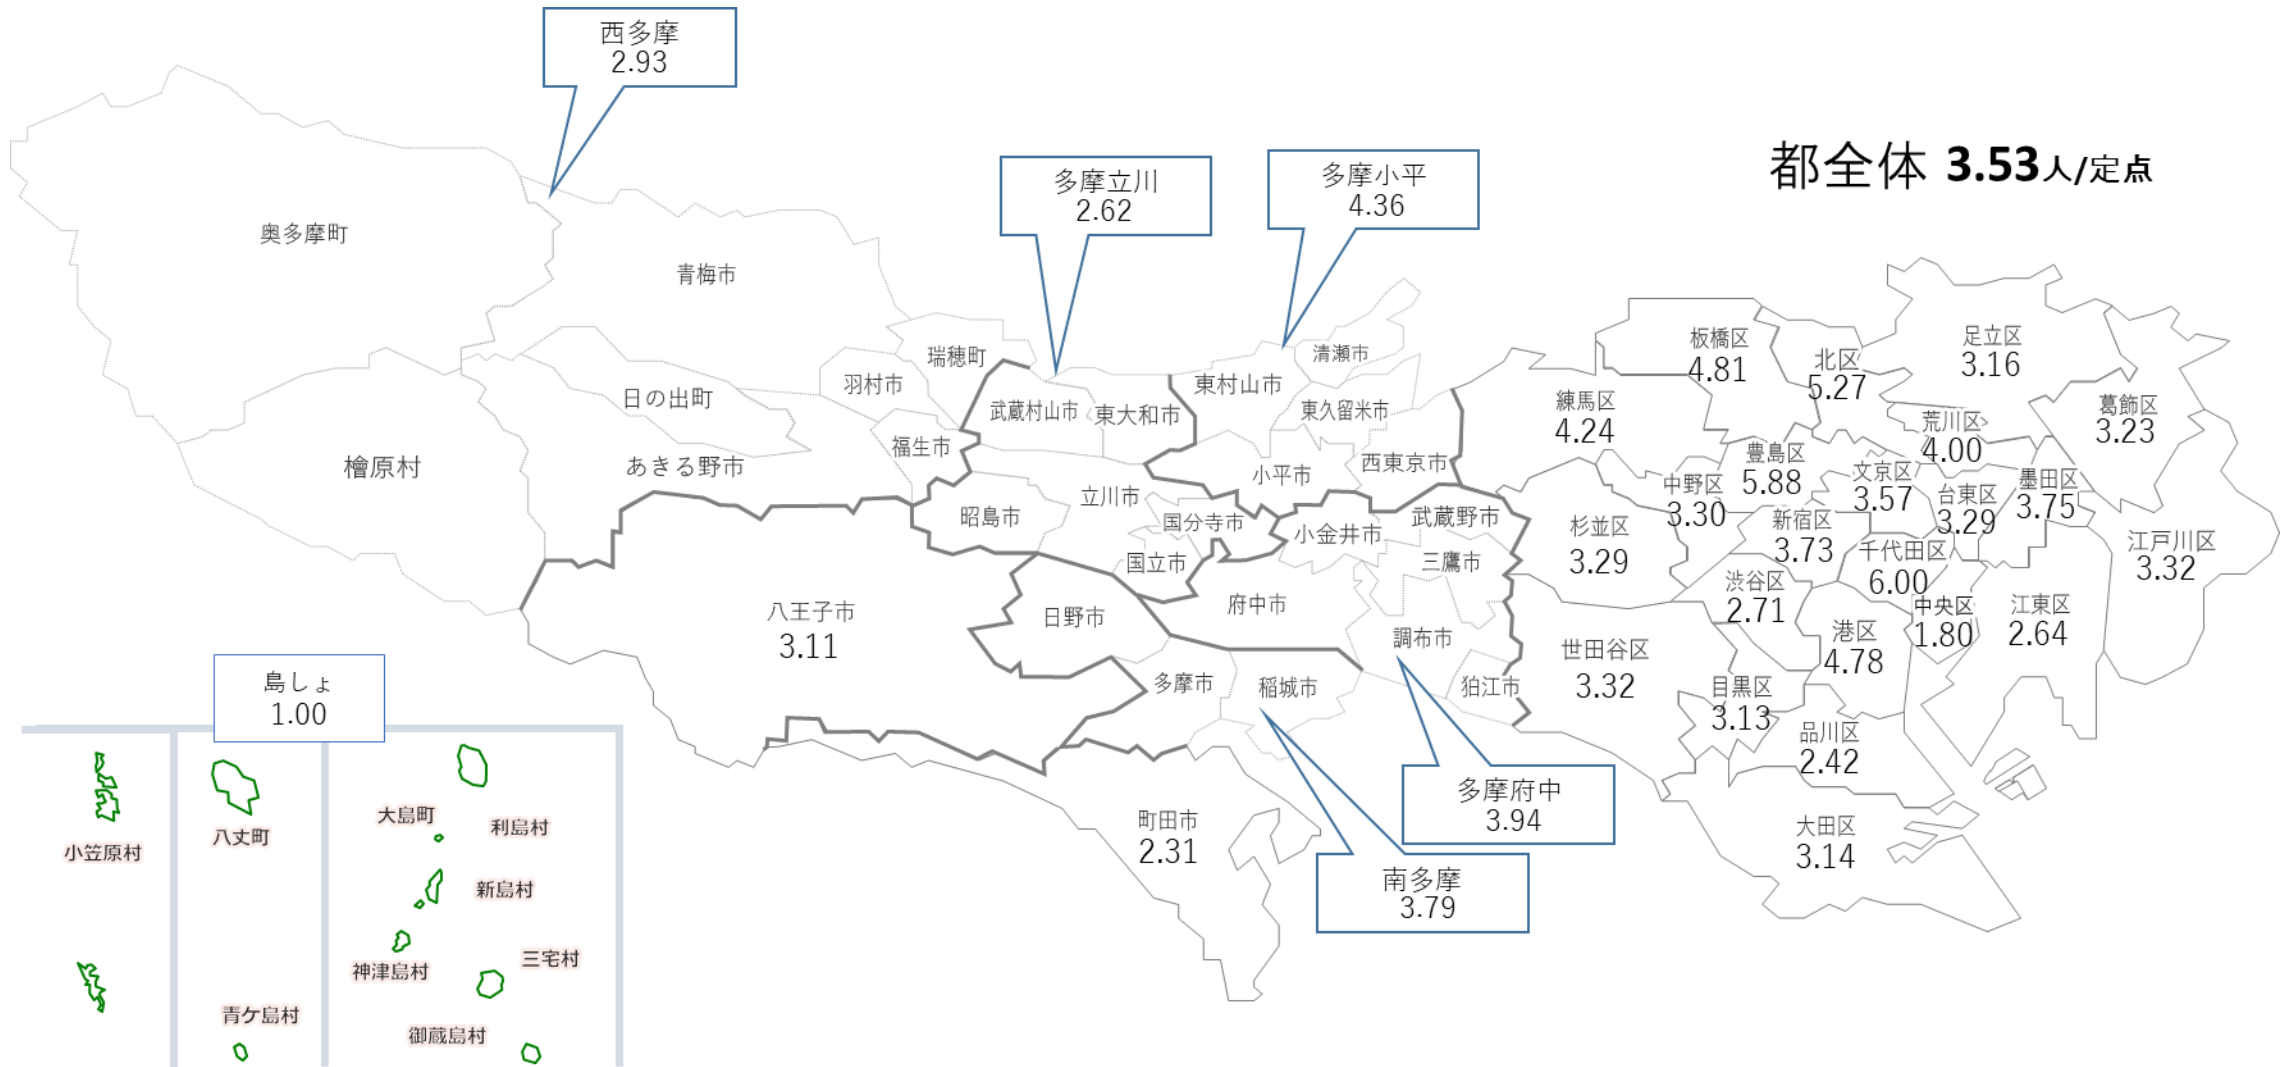 西多摩
2.93
多摩立川
2.62
多摩小平
4.36
都全体 3.53人/定点
奥多摩町
青梅市
瑞穂町
羽村市
日の出町
福生市
檜原村
あきる野市
武蔵村山市
東大和市
東村山市
清瀬市
東久留米市
小平市
西東京市
立川市
昭島市
国分寺市
国立市
小金井市
武蔵野市
三鷹市
府中市
調布市
狛江市
八王子市
3.11
日野市
多摩市
稲城市
町田市
2.31
多摩府中
3.94
南多摩
3.79
板橋区
4.81
北区
5.27
足立区
3.16
練馬区
4.24
荒川区
4.00
葛飾区
3.23
豊島区
5.88
文京区
3.57
中野区
3.30
台東区
3.29
墨田区
3.75
杉並区
3.29
新宿区
3.73
千代田区
6.00
江戸川区
3.32
渋谷区
2.71
中央区
1.80
江東区
2.64
港区
4.78
世田谷区
3.32
目黒区
3.13
品川区
2.42
大田区
3.14
島しょ
1.00
小笠原村
八丈町
青ケ島村
大島町
利島村
新島村
神津島村
三宅村
御蔵島村